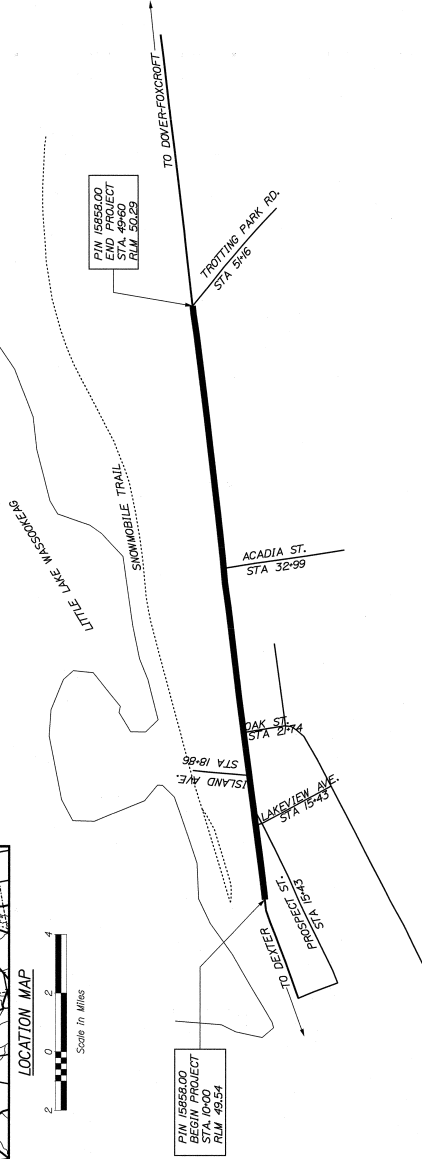 LOCATION MAP
2 0 2 4
Scale in Miles
LITTLE LAKE WASSOOKEAG
SNOWMOBILE TRAIL
PIN 15858.00
BEGIN PROJECT
STA. 10+00
RLM 49.54
TO DEXTER
PROSPECT ST.
STA 15+43
LAKEVIEW AVE.
STA 15+43
ISLAND AVE.
STA 18+86
OAK ST.
STA 21+74
ACADIA ST.
STA 32+99
PIN 15858.00
END PROJECT
STA. 49+60
RLM 50.29
TROTTING PARK RD.
STA 51+16
TO DOVER-FOXCROFT